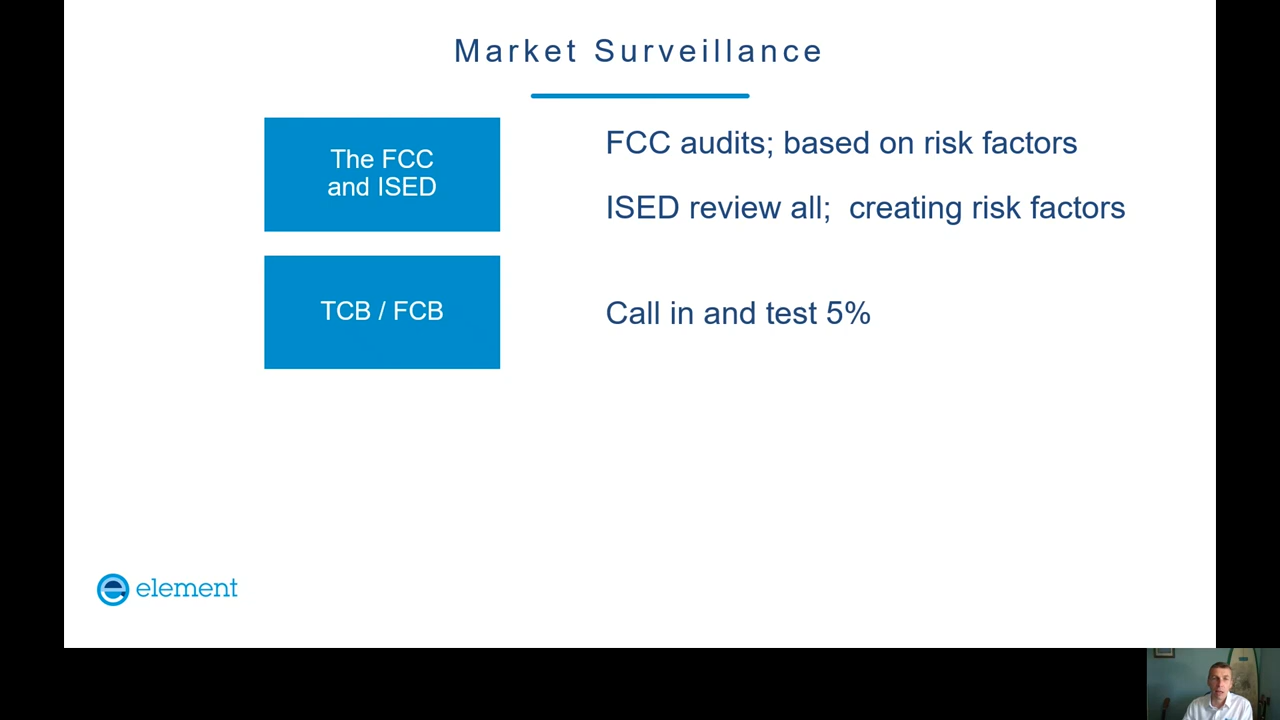 Market Surveillance
The FCC
and ISED
FCC audits; based on risk factors
ISED review all;  creating risk factors
TCB / FCB
Call in and test 5%
element